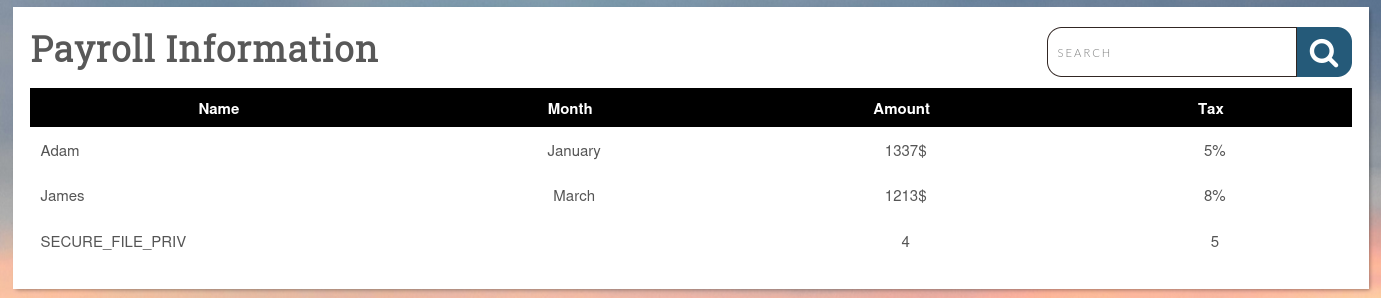 Payroll Information
SEARCH
Name Month Amount Tax
Adam January 1337$ 5%
James March 1213$ 8%
SECURE_FILE_PRIV 4 5